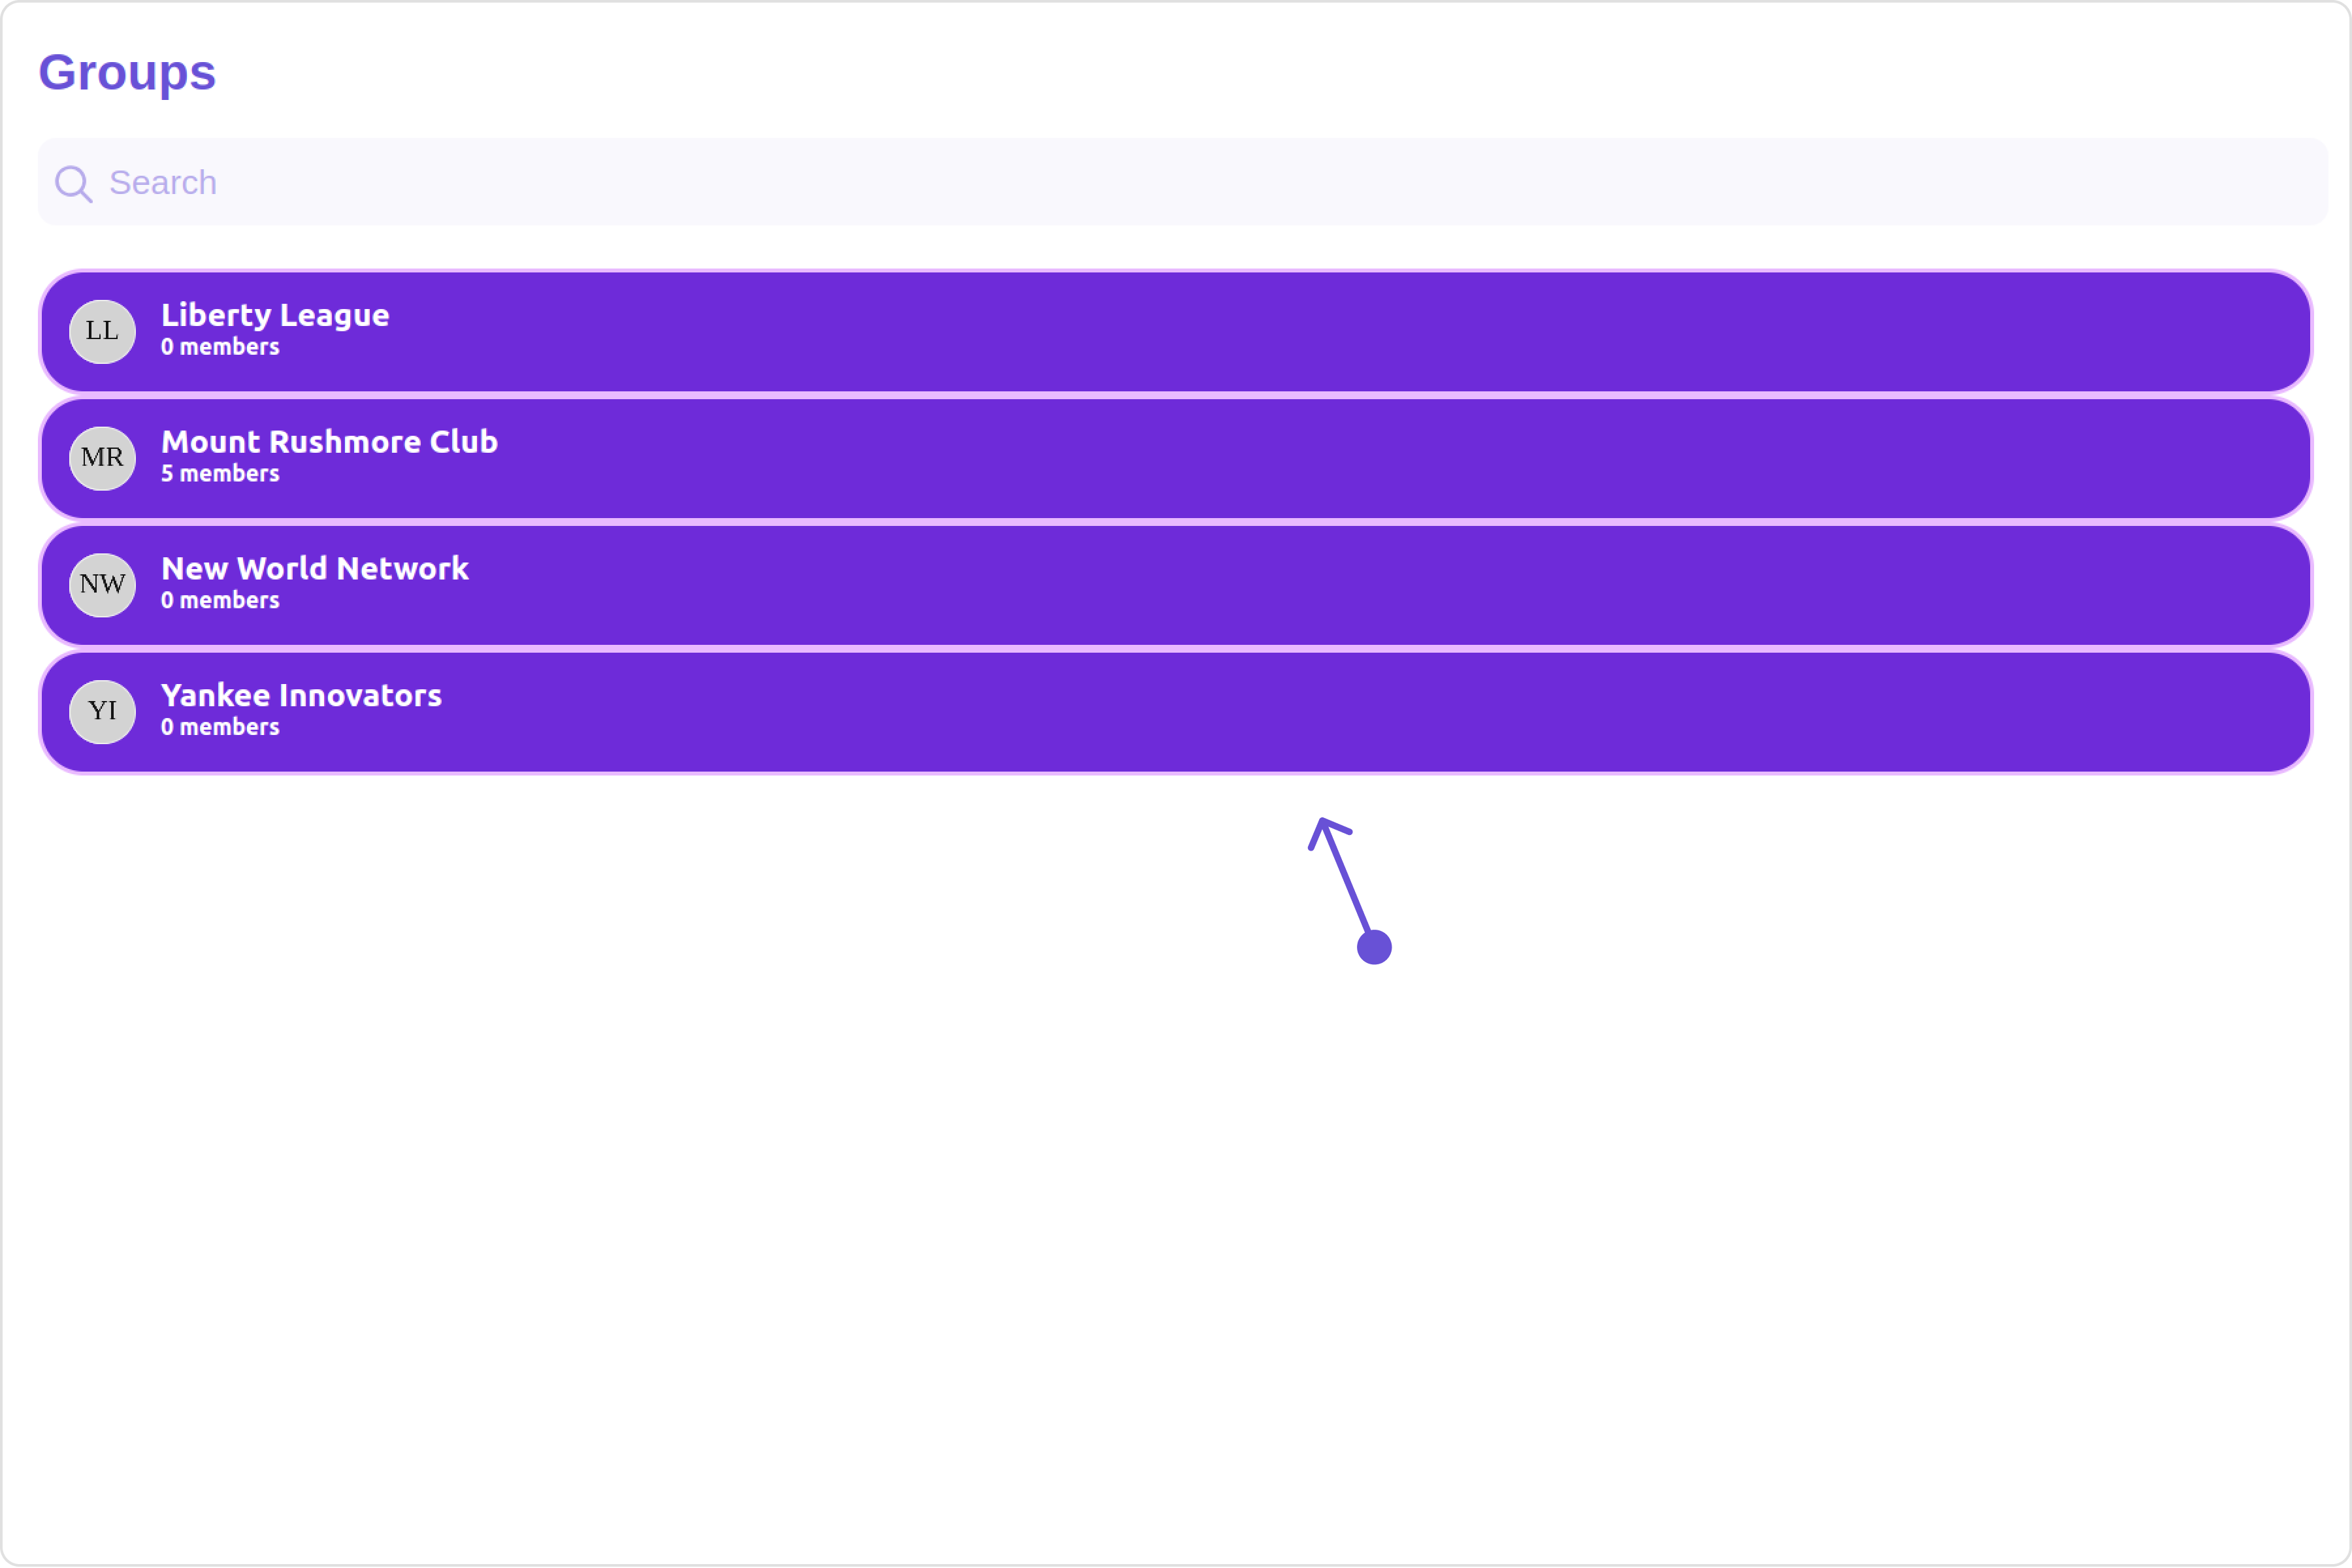 Groups
Search
LL
Liberty League
0 members
MR
Mount Rushmore Club
5 members
NW
New World Network
0 members
YI
Yankee Innovators
0 members